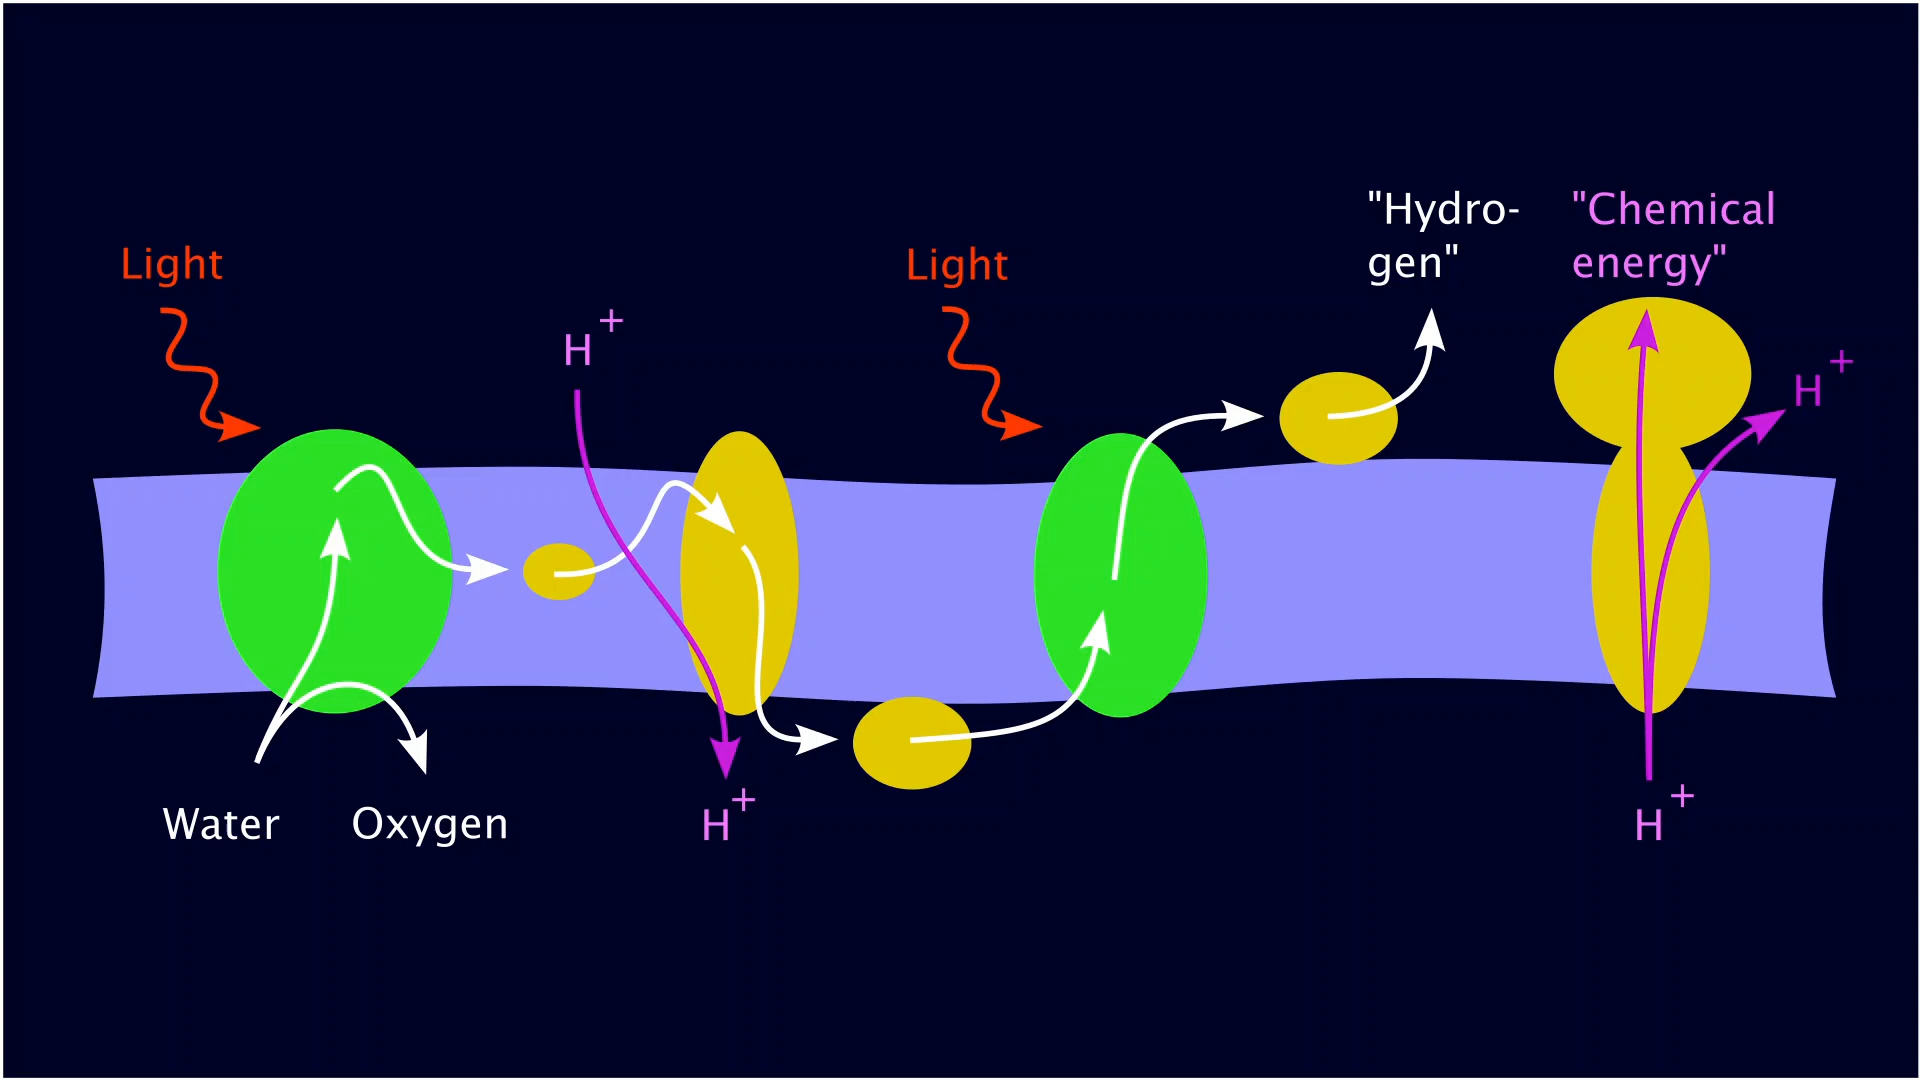 "Hydro-
gen"
"Chemical
energy"
Light
Light
H+
H+
Water
Oxygen
H+
H+